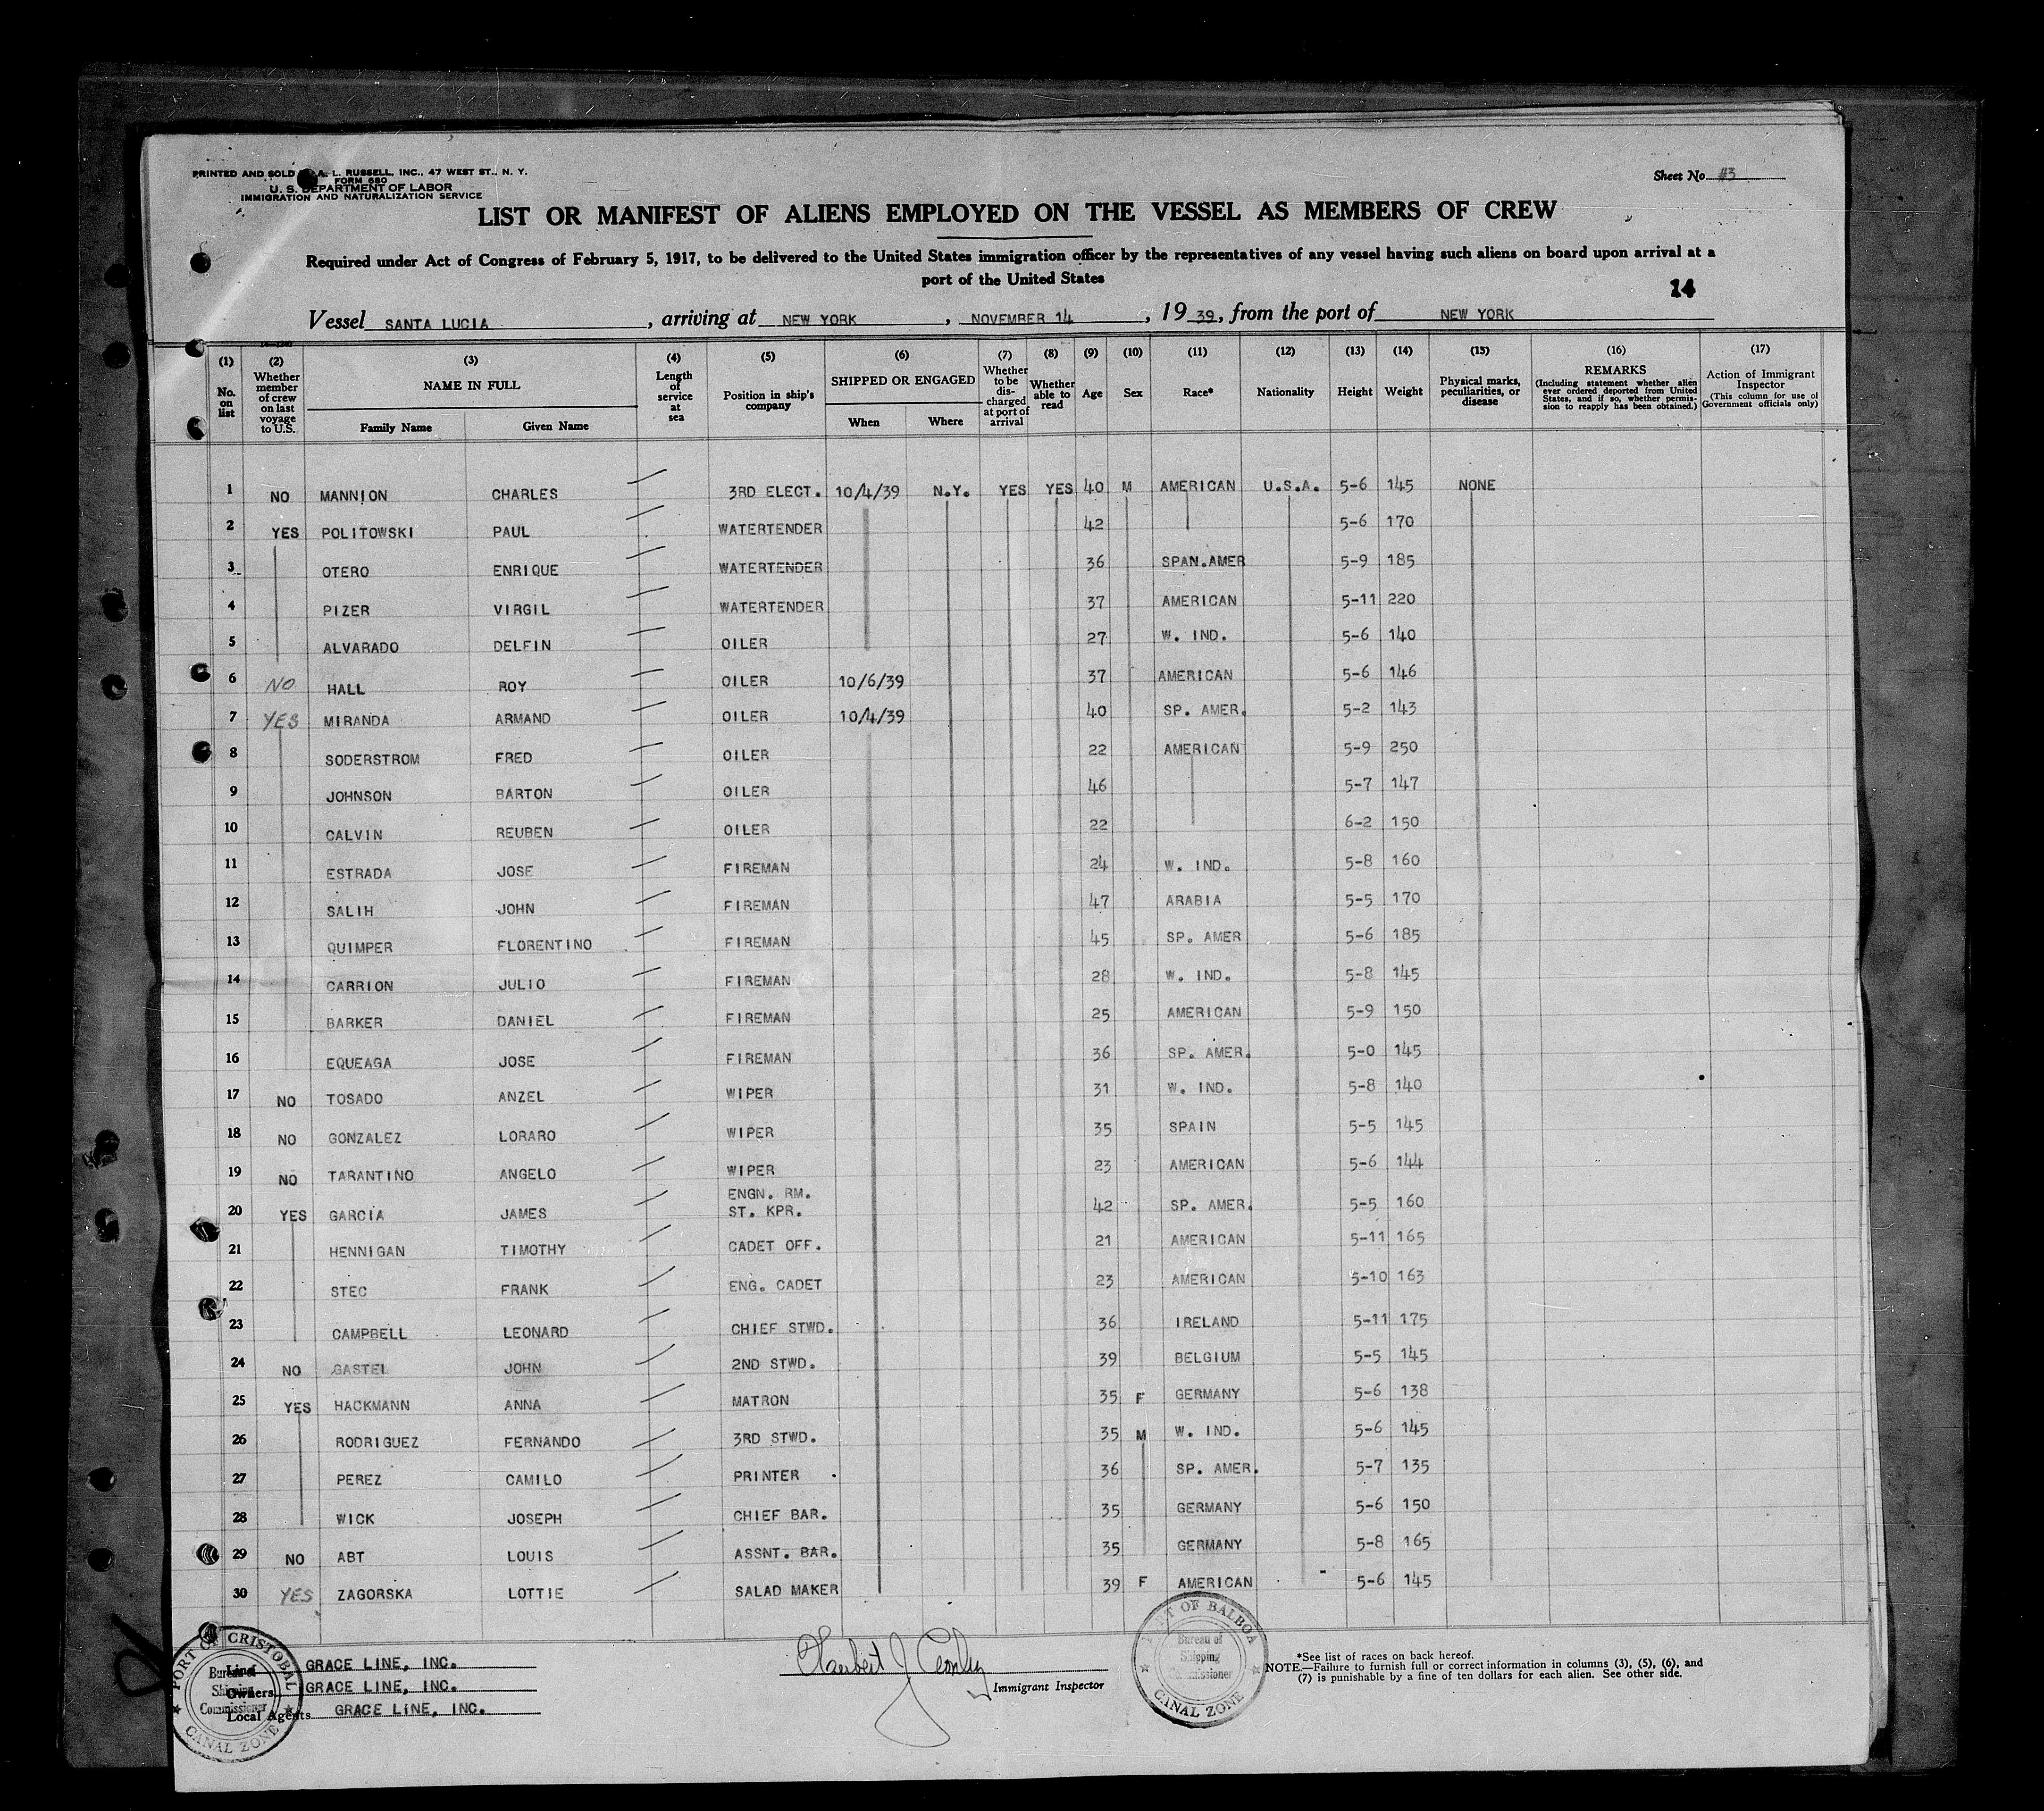 PRINTED AND SOLD A. L. RUSSELL, INC., 47 WEST ST., N. Y.
FORM 680
U. S. DEPARTMENT OF LABOR
IMMIGRATION AND NATURALIZATION SERVICE
Sheet No. #3
LIST OR MANIFEST OF ALIENS EMPLOYED ON THE VESSEL AS MEMBERS OF CREW
Required under Act of Congress of February 5, 1917, to be delivered to the United States immigration officer by the representatives of any vessel having such aliens on board upon arrival at a
port of the United States
14
Vessel SANTA LUCIA, arriving at NEW YORK, NOVEMBER 14, 1939, from the port of NEW YORK
(1) (2) (3) (4) (5) (6) (7) (8) (9) (10) (11) (12) (13) (14) (15) (16) (17)
No. on list
Whether member of crew on last voyage to U.S.
NAME IN FULL
Family Name
Given Name
Length of service at sea
Position in ship's company
SHIPPED OR ENGAGED
When
Where
Whether to be discharged at port of arrival
Whether able to read
Age
Sex
Race*
Nationality
Height
Weight
Physical marks, peculiarities, or disease
REMARKS
(Including statement whether alien ever ordered deported from United States, and if so, whether permission to reapply has been obtained.)
Action of Immigrant Inspector
(This column for use of Government officials only)
1 NO MANNION CHARLES 3RD ELECT. 10/4/39 N.Y. YES YES 40 M AMERICAN U.S.A. 5-6 145 NONE
2 YES POLITOWSKI PAUL WATERTENDER 42 5-6 170
3 OTERO ENRIQUE WATERTENDER 36 SPAN.AMER 5-9 185
4 PIZER VIRGIL WATERTENDER 37 AMERICAN 5-11 220
5 ALVARADO DELFIN OILER 27 W. IND. 5-6 140
6 NO HALL ROY OILER 10/6/39 37 AMERICAN 5-6 146
7 YES MIRANDA ARMAND OILER 10/4/39 40 SP. AMER. 5-2 143
8 SODERSTROM FRED OILER 22 AMERICAN 5-9 250
9 JOHNSON BARTON OILER 46 5-7 147
10 CALVIN REUBEN OILER 22 6-2 150
11 ESTRADA JOSE FIREMAN 24 W. IND. 5-8 160
12 SALIH JOHN FIREMAN 47 ARABIA 5-5 170
13 QUIMPER FLORENTINO FIREMAN 45 SP. AMER 5-6 185
14 CARRION JULIO FIREMAN 28 W. IND. 5-8 145
15 BARKER DANIEL FIREMAN 25 AMERICAN 5-9 150
16 EQUEAGA JOSE FIREMAN 36 SP. AMER. 5-0 145
17 NO TOSADO ANZEL WIPER 31 W. IND. 5-8 140
18 NO GONZALEZ LORARO WIPER 35 SPAIN 5-5 145
19 NO TARANTINO ANGELO WIPER 23 AMERICAN 5-6 144
20 YES GARCIA JAMES ENGN. RM. ST. KPR. 42 SP. AMER. 5-5 160
21 HENNIGAN TIMOTHY CADET OFF. 21 AMERICAN 5-11 165
22 STEC FRANK ENG. CADET 23 AMERICAN 5-10 163
23 CAMPBELL LEONARD CHIEF STWD. 36 IRELAND 5-11 175
24 NO GASTEL JOHN 2ND STWD. 39 BELGIUM 5-5 145
25 YES HACKMANN ANNA MATRON 35 F GERMANY 5-6 138
26 RODRIGUEZ FERNANDO 3RD STWD. 35 M W. IND. 5-6 145
27 PEREZ CAMILO PRINTER 36 SP. AMER. 5-7 135
28 WICK JOSEPH CHIEF BAR. 35 GERMANY 5-6 150
29 NO ABT LOUIS ASSNT. BAR. 35 GERMANY 5-8 165
30 YES ZAGORSKA LOTTIE SALAD MAKER 39 F AMERICAN 5-6 145
PORT OF CRISTOBAL
Bureau of Shipping Commissioner
CANAL ZONE
Line GRACE LINE, INC.
Owners GRACE LINE, INC.
Local Agents GRACE LINE, INC.
Immigrant Inspector
PORT OF BALBOA
Bureau of Shipping Commissioner
CANAL ZONE
*See list of races on back hereof.
NOTE.—Failure to furnish full or correct information in columns (3), (5), (6), and
(7) is punishable by a fine of ten dollars for each alien. See other side.